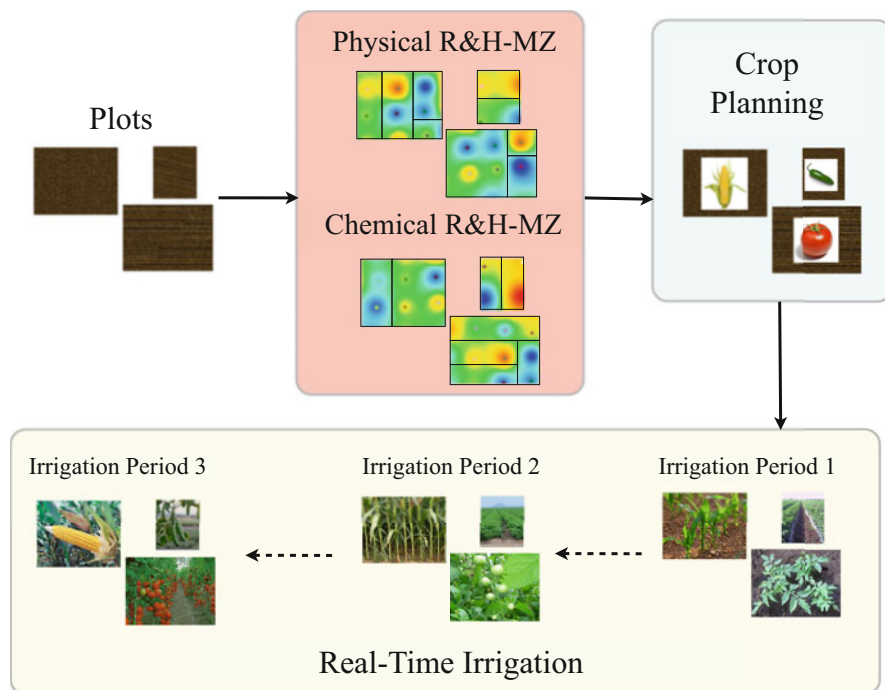 Plots
Physical R&H-MZ
Chemical R&H-MZ
Crop
Planning
Irrigation Period 3
Irrigation Period 2
Irrigation Period 1
Real-Time Irrigation